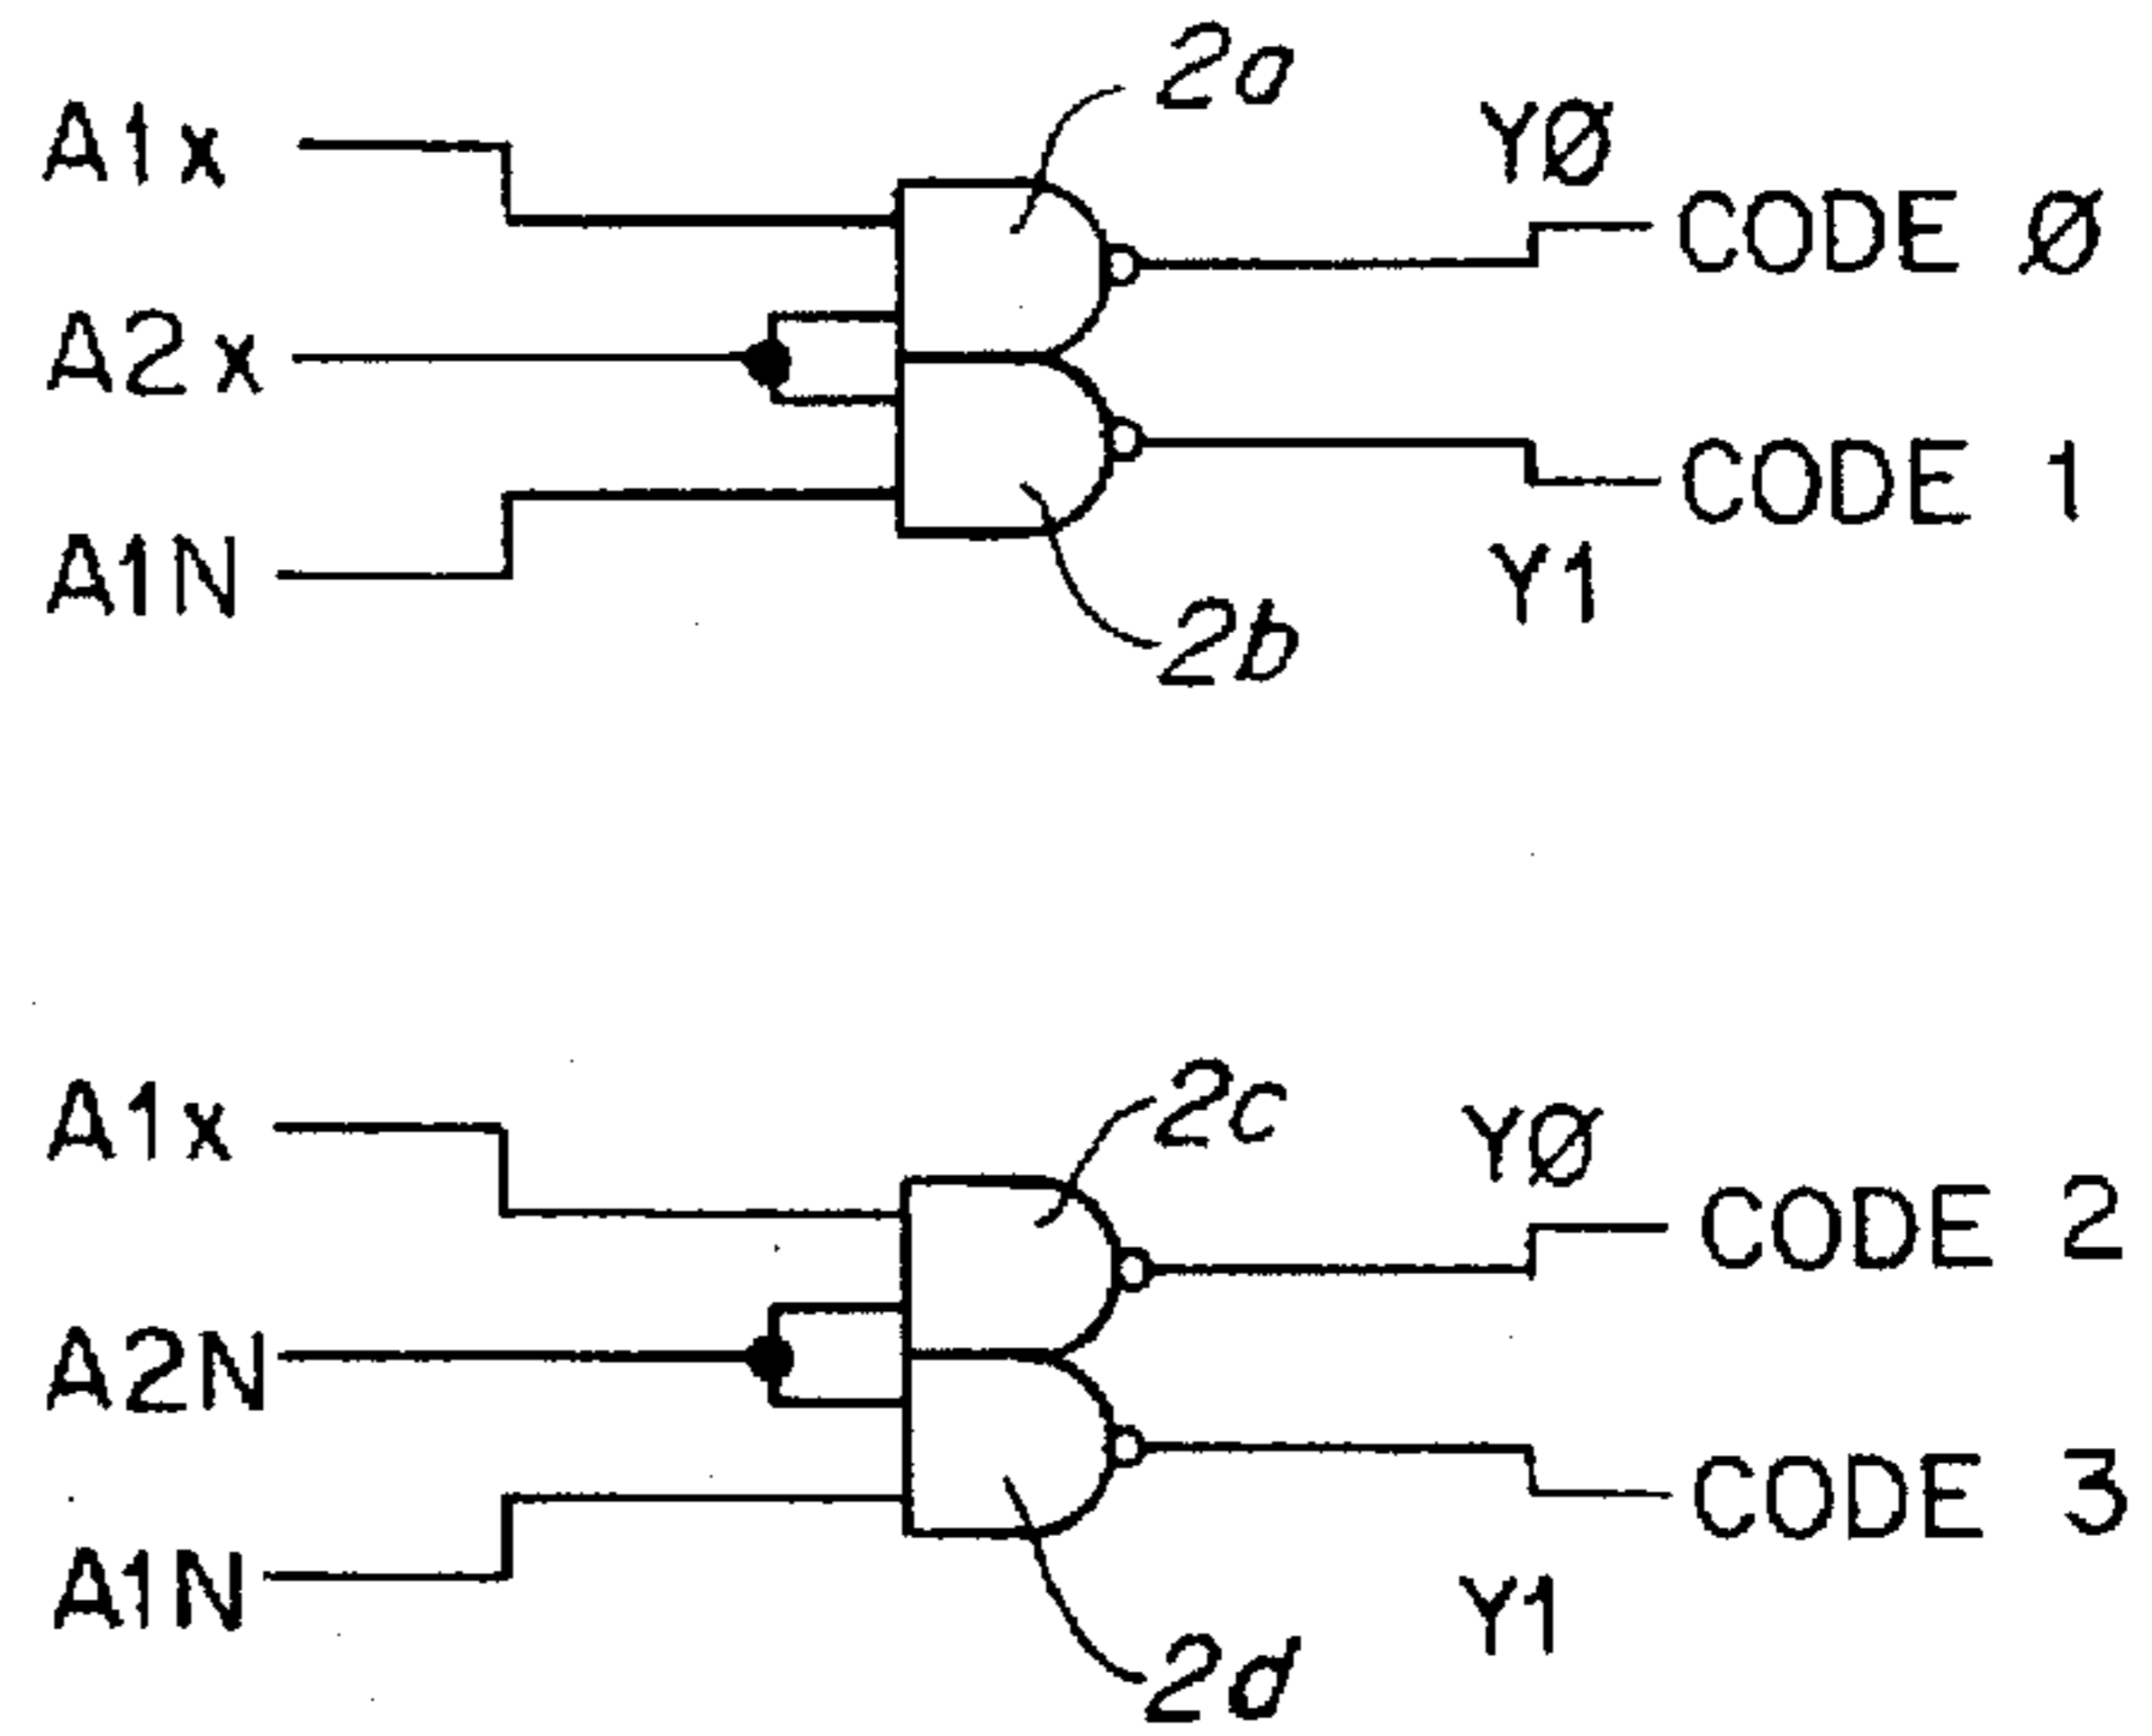 2a
A1x
YØ
CODE Ø
A2x
CODE 1
A1N
Y1
2b
2c
A1x
YØ
CODE 2
A2N
CODE 3
A1N
Y1
2d